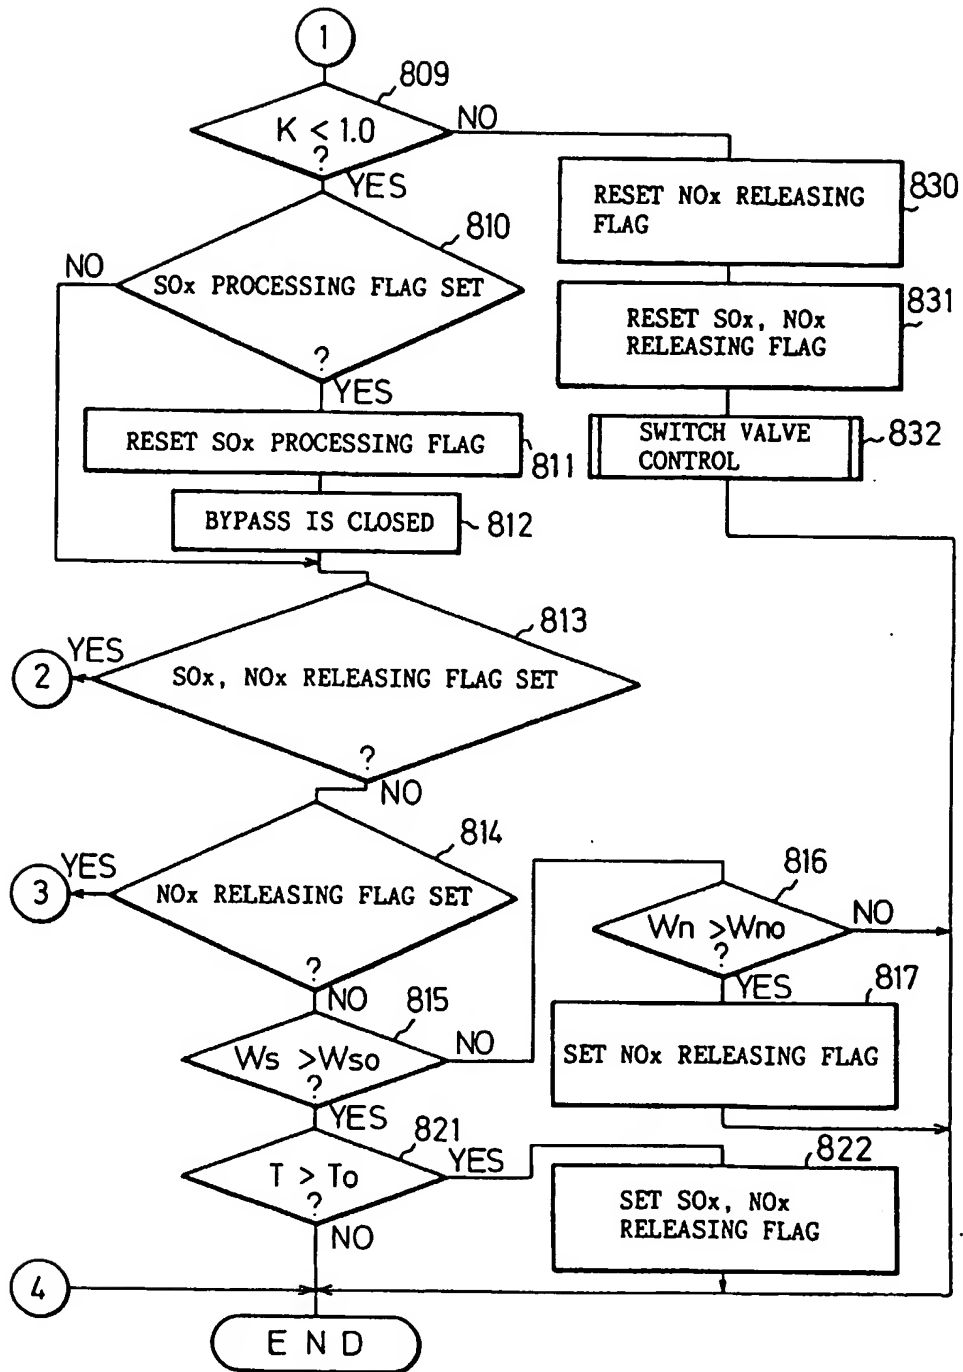 1
809
K < 1.0
?
NO
YES
830
RESET NOx RELEASING
FLAG
810
NO
SOx PROCESSING FLAG SET
?
YES
831
RESET SOx, NOx
RELEASING FLAG
RESET SOx PROCESSING FLAG
811
SWITCH VALVE
CONTROL
832
BYPASS IS CLOSED
812
813
YES
2
SOx, NOx RELEASING FLAG SET
?
NO
814
YES
3
NOx RELEASING FLAG SET
?
NO
816
Wn >Wno
?
NO
YES
815
Ws >Wso
?
NO
YES
817
SET NOx RELEASING FLAG
821
T > To
?
YES
NO
822
SET SOx, NOx
RELEASING FLAG
4
END